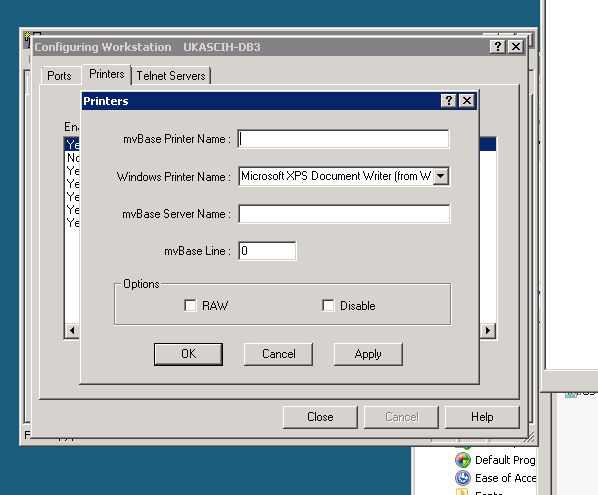 Configuring Workstation UKASCIH-DB3
Ports Printers Telnet Servers
Printers
Ye
No
Ye
Ye
Ye
Ye
Ye
mvBase Printer Name :
Windows Printer Name : Microsoft XPS Document Writer (from W
mvBase Server Name :
mvBase Line : 0
Options
RAW Disable
OK Cancel Apply
Close Cancel Help
Default Prog
Ease of Acce